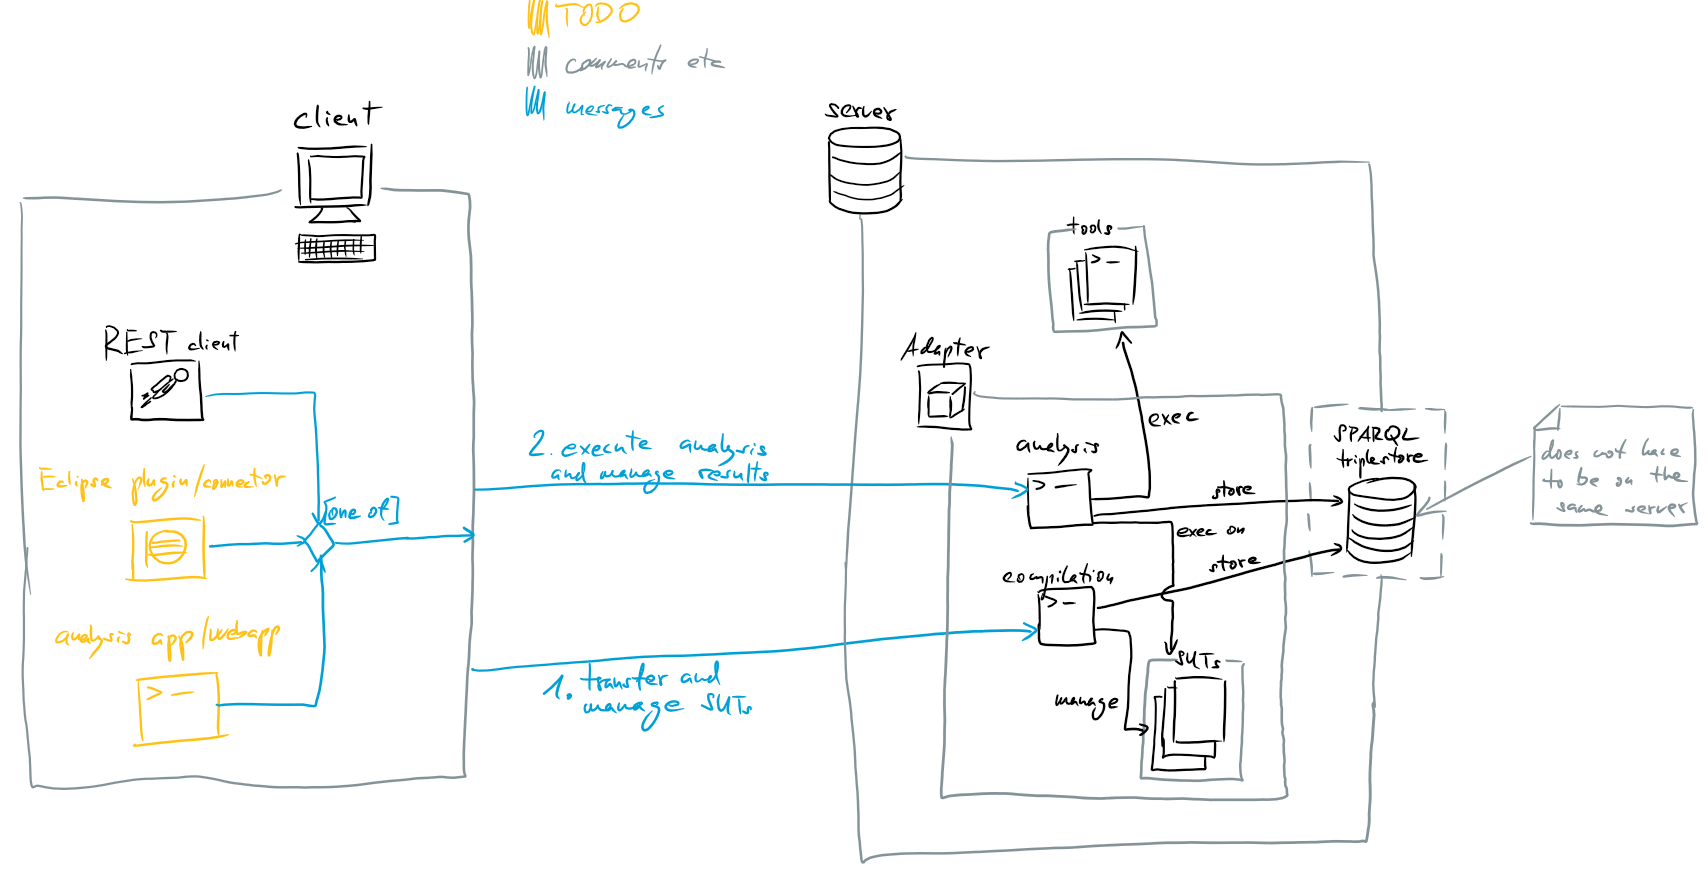 TODO
comments etc
messages
client
server
tools
>_
REST client
Adapter
exec
analysis
>_
SPARQL
triplestore
does not have
to be on the
same server
2. execute analysis
and manage results
store
exec on
Eclipse plugin/connector
[one of]
compilation
>_
store
analysis app/webapp
>_
1. transfer and
manage SUTs
SUTs
manage